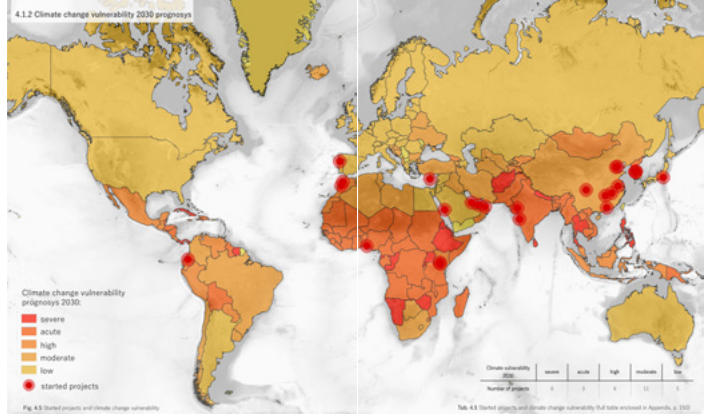 4.1.2 Climate change vulnerability 2030 prognosys
Climate change vulnerability
prognosys 2030:
severe
acute
high
moderate
low
started projects
Climate vulnerability
2030
severe
acute
high
moderate
low
Number of projects
Fig. 4.5 Started projects and climate change vulnerability
Tab. 4.1 Started projects and climate change vulnerability (full table enclosed in Appendix, p.